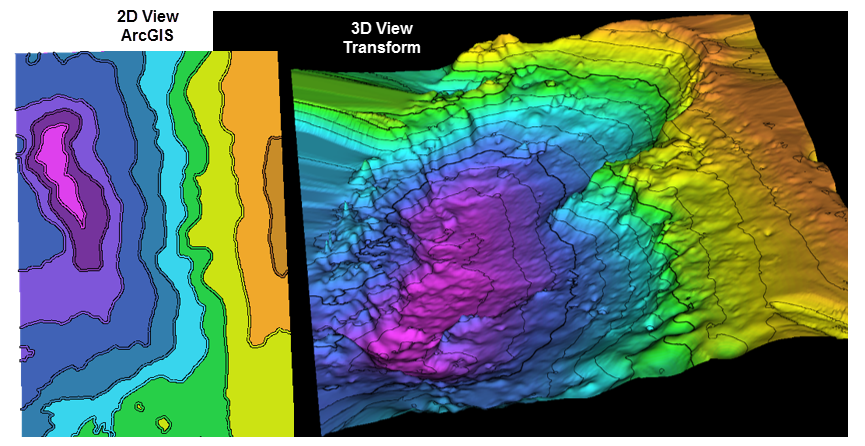 2D View
ArcGIS
3D View
Transform